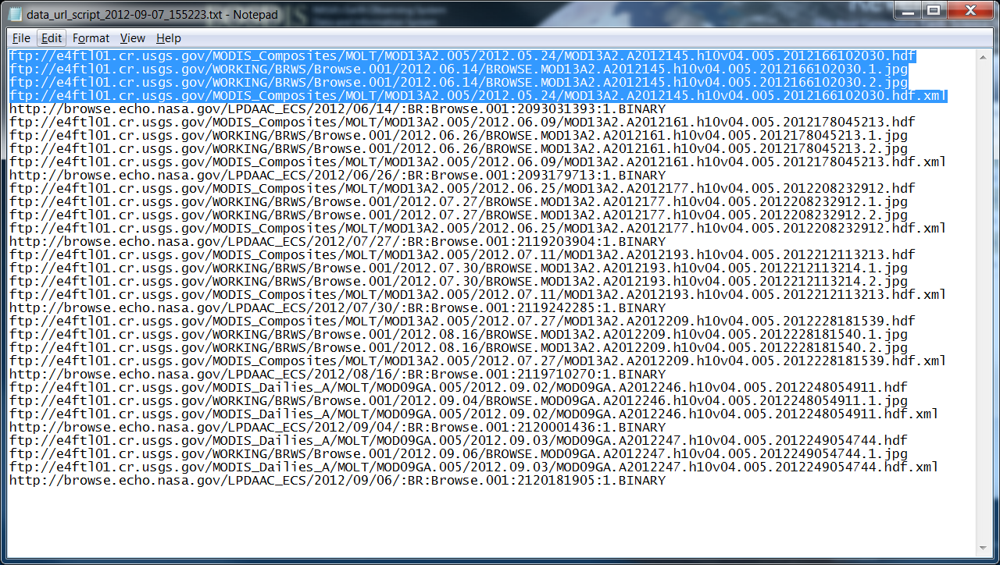 data_url_script_2012-09-07_155223.txt - Notepad
File Edit Format View Help
ftp://e4ftl01.cr.usgs.gov/MODIS_Composites/MOLT/MOD13A2.005/2012.05.24/MOD13A2.A2012145.h10v04.005.2012166102030.hdf
ftp://e4ftl01.cr.usgs.gov/WORKING/BRWS/Browse.001/2012.06.14/BROWSE.MOD13A2.A2012145.h10v04.005.2012166102030.1.jpg
ftp://e4ftl01.cr.usgs.gov/WORKING/BRWS/Browse.001/2012.06.14/BROWSE.MOD13A2.A2012145.h10v04.005.2012166102030.2.jpg
ftp://e4ftl01.cr.usgs.gov/MODIS_Composites/MOLT/MOD13A2.005/2012.05.24/MOD13A2.A2012145.h10v04.005.2012166102030.hdf.xml
http://browse.echo.nasa.gov/LPDAAC_ECS/2012/06/14/:BR:Browse.001:2093031393:1.BINARY
ftp://e4ftl01.cr.usgs.gov/MODIS_Composites/MOLT/MOD13A2.005/2012.06.09/MOD13A2.A2012161.h10v04.005.2012178045213.hdf
ftp://e4ftl01.cr.usgs.gov/WORKING/BRWS/Browse.001/2012.06.26/BROWSE.MOD13A2.A2012161.h10v04.005.2012178045213.1.jpg
ftp://e4ftl01.cr.usgs.gov/WORKING/BRWS/Browse.001/2012.06.26/BROWSE.MOD13A2.A2012161.h10v04.005.2012178045213.2.jpg
ftp://e4ftl01.cr.usgs.gov/MODIS_Composites/MOLT/MOD13A2.005/2012.06.09/MOD13A2.A2012161.h10v04.005.2012178045213.hdf.xml
http://browse.echo.nasa.gov/LPDAAC_ECS/2012/06/26/:BR:Browse.001:2093179713:1.BINARY
ftp://e4ftl01.cr.usgs.gov/MODIS_Composites/MOLT/MOD13A2.005/2012.06.25/MOD13A2.A2012177.h10v04.005.2012208232912.hdf
ftp://e4ftl01.cr.usgs.gov/WORKING/BRWS/Browse.001/2012.07.27/BROWSE.MOD13A2.A2012177.h10v04.005.2012208232912.1.jpg
ftp://e4ftl01.cr.usgs.gov/WORKING/BRWS/Browse.001/2012.07.27/BROWSE.MOD13A2.A2012177.h10v04.005.2012208232912.2.jpg
ftp://e4ftl01.cr.usgs.gov/MODIS_Composites/MOLT/MOD13A2.005/2012.06.25/MOD13A2.A2012177.h10v04.005.2012208232912.hdf.xml
http://browse.echo.nasa.gov/LPDAAC_ECS/2012/07/27/:BR:Browse.001:2119203904:1.BINARY
ftp://e4ftl01.cr.usgs.gov/MODIS_Composites/MOLT/MOD13A2.005/2012.07.11/MOD13A2.A2012193.h10v04.005.2012212113213.hdf
ftp://e4ftl01.cr.usgs.gov/WORKING/BRWS/Browse.001/2012.07.30/BROWSE.MOD13A2.A2012193.h10v04.005.2012212113214.1.jpg
ftp://e4ftl01.cr.usgs.gov/WORKING/BRWS/Browse.001/2012.07.30/BROWSE.MOD13A2.A2012193.h10v04.005.2012212113214.2.jpg
ftp://e4ftl01.cr.usgs.gov/MODIS_Composites/MOLT/MOD13A2.005/2012.07.11/MOD13A2.A2012193.h10v04.005.2012212113213.hdf.xml
http://browse.echo.nasa.gov/LPDAAC_ECS/2012/07/30/:BR:Browse.001:2119242285:1.BINARY
ftp://e4ftl01.cr.usgs.gov/MODIS_Composites/MOLT/MOD13A2.005/2012.07.27/MOD13A2.A2012209.h10v04.005.2012228181539.hdf
ftp://e4ftl01.cr.usgs.gov/WORKING/BRWS/Browse.001/2012.08.16/BROWSE.MOD13A2.A2012209.h10v04.005.2012228181540.1.jpg
ftp://e4ftl01.cr.usgs.gov/WORKING/BRWS/Browse.001/2012.08.16/BROWSE.MOD13A2.A2012209.h10v04.005.2012228181540.2.jpg
ftp://e4ftl01.cr.usgs.gov/MODIS_Composites/MOLT/MOD13A2.005/2012.07.27/MOD13A2.A2012209.h10v04.005.2012228181539.hdf.xml
http://browse.echo.nasa.gov/LPDAAC_ECS/2012/08/16/:BR:Browse.001:2119710270:1.BINARY
ftp://e4ftl01.cr.usgs.gov/MODIS_Dailies_A/MOLT/MOD09GA.005/2012.09.02/MOD09GA.A2012246.h10v04.005.2012248054911.hdf
ftp://e4ftl01.cr.usgs.gov/WORKING/BRWS/Browse.001/2012.09.04/BROWSE.MOD09GA.A2012246.h10v04.005.2012248054911.1.jpg
ftp://e4ftl01.cr.usgs.gov/MODIS_Dailies_A/MOLT/MOD09GA.005/2012.09.02/MOD09GA.A2012246.h10v04.005.2012248054911.hdf.xml
http://browse.echo.nasa.gov/LPDAAC_ECS/2012/09/04/:BR:Browse.001:2120001436:1.BINARY
ftp://e4ftl01.cr.usgs.gov/MODIS_Dailies_A/MOLT/MOD09GA.005/2012.09.03/MOD09GA.A2012247.h10v04.005.2012249054744.hdf
ftp://e4ftl01.cr.usgs.gov/WORKING/BRWS/Browse.001/2012.09.06/BROWSE.MOD09GA.A2012247.h10v04.005.2012249054744.1.jpg
ftp://e4ftl01.cr.usgs.gov/MODIS_Dailies_A/MOLT/MOD09GA.005/2012.09.03/MOD09GA.A2012247.h10v04.005.2012249054744.hdf.xml
http://browse.echo.nasa.gov/LPDAAC_ECS/2012/09/06/:BR:Browse.001:2120181905:1.BINARY